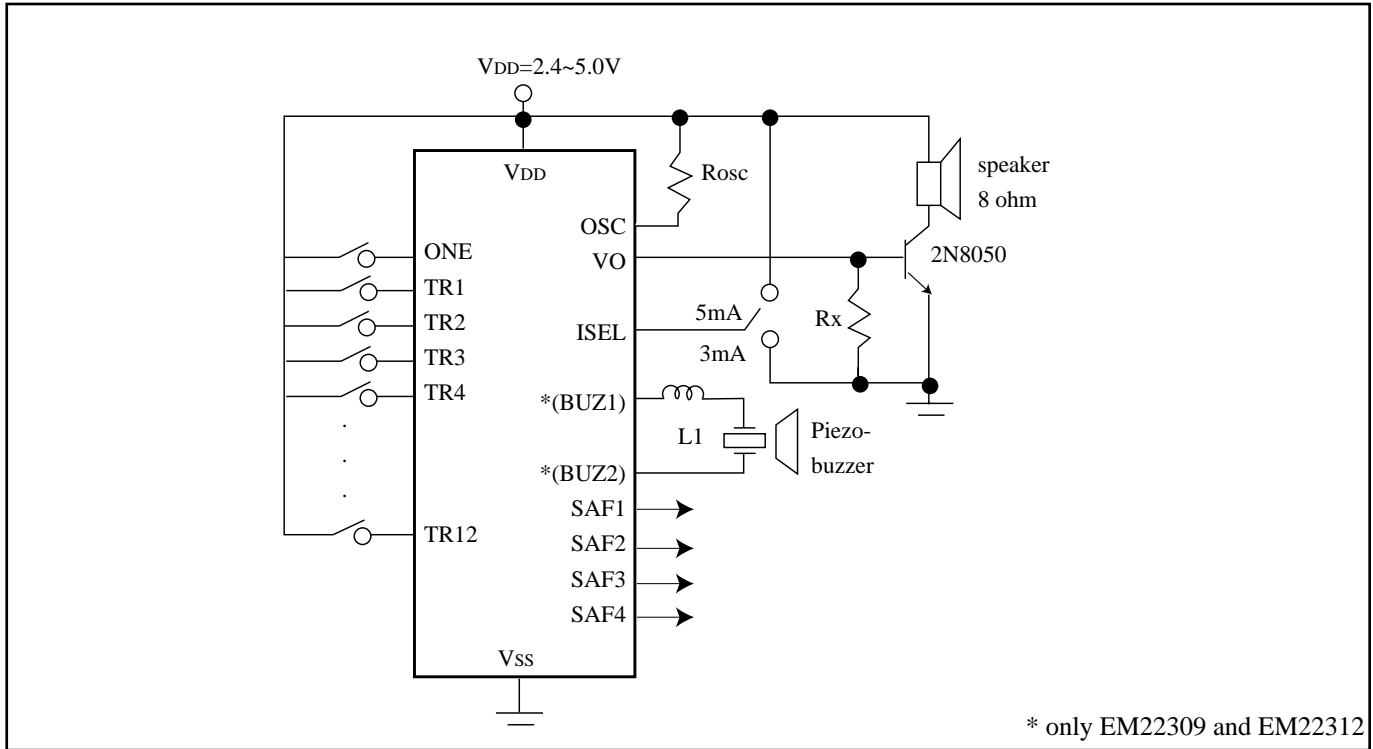 VDD=2.4~5.0V
VDD
Rosc
speaker
8 ohm
OSC
ONE
VO
2N8050
TR1
5mA
Rx
TR2
ISEL
3mA
TR3
TR4
*(BUZ1)
L1
Piezo-
buzzer
*(BUZ2)
SAF1
TR12
SAF2
SAF3
SAF4
VSS
* only EM22309 and EM22312